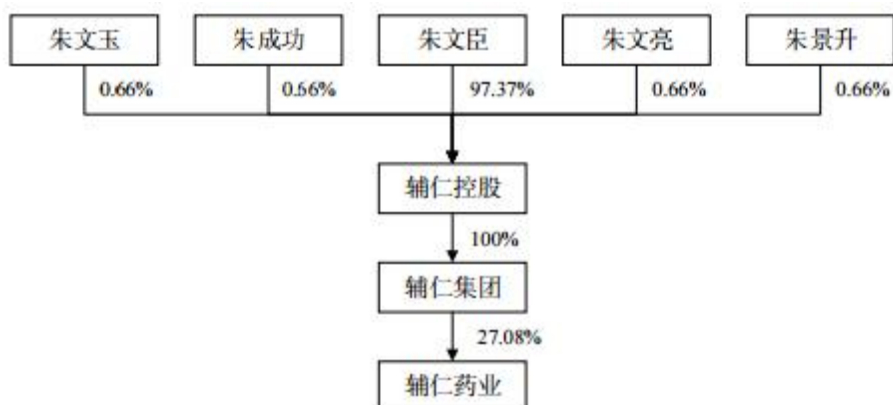 朱文玉 朱成功 朱文臣 朱文亮 朱景升
0.66% 0.66% 97.37% 0.66% 0.66%
辅仁控股
100%
辅仁集团
27.08%
辅仁药业